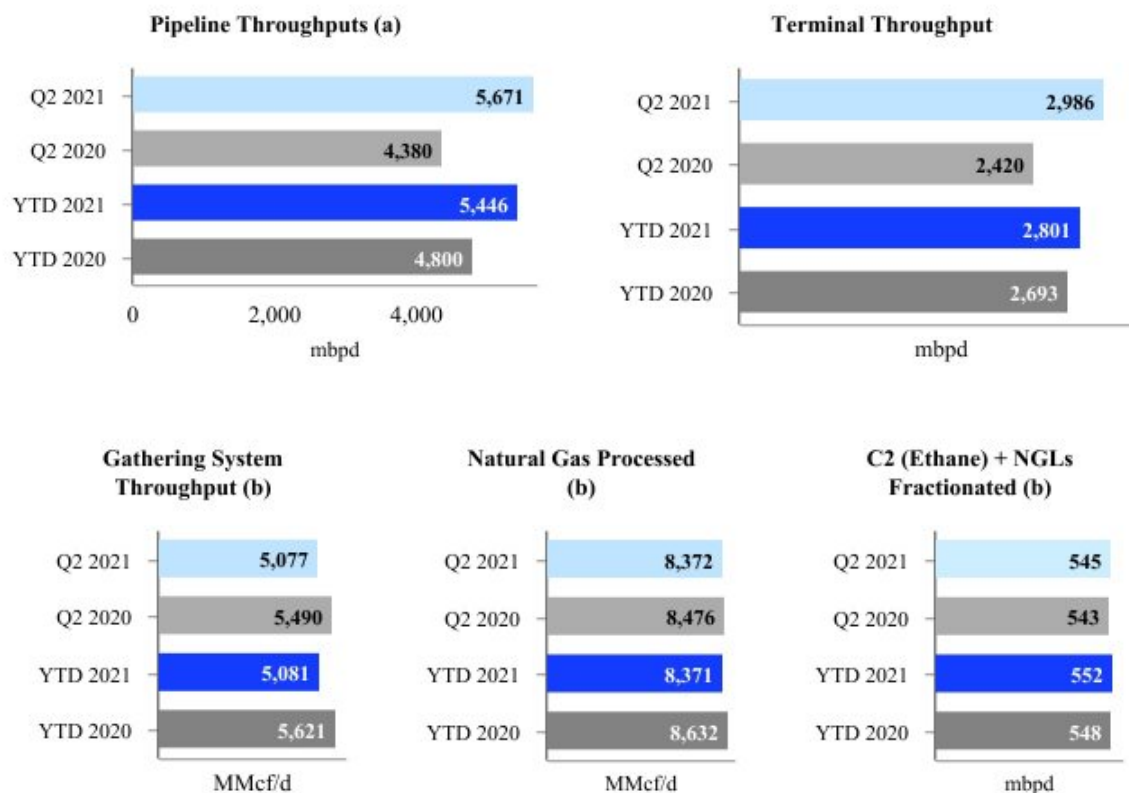 Pipeline Throughputs (a)
Q2 2021
5,671
Q2 2020
4,380
YTD 2021
5,446
YTD 2020
4,800
0
2,000
4,000
mbpd
Terminal Throughput
Q2 2021
2,986
Q2 2020
2,420
YTD 2021
2,801
YTD 2020
2,693
mbpd
Gathering System
Throughput (b)
Q2 2021
5,077
Q2 2020
5,490
YTD 2021
5,081
YTD 2020
5,621
MMcf/d
Natural Gas Processed
(b)
Q2 2021
8,372
Q2 2020
8,476
YTD 2021
8,371
YTD 2020
8,632
MMcf/d
C2 (Ethane) + NGLs
Fractionated (b)
Q2 2021
545
Q2 2020
543
YTD 2021
552
YTD 2020
548
mbpd